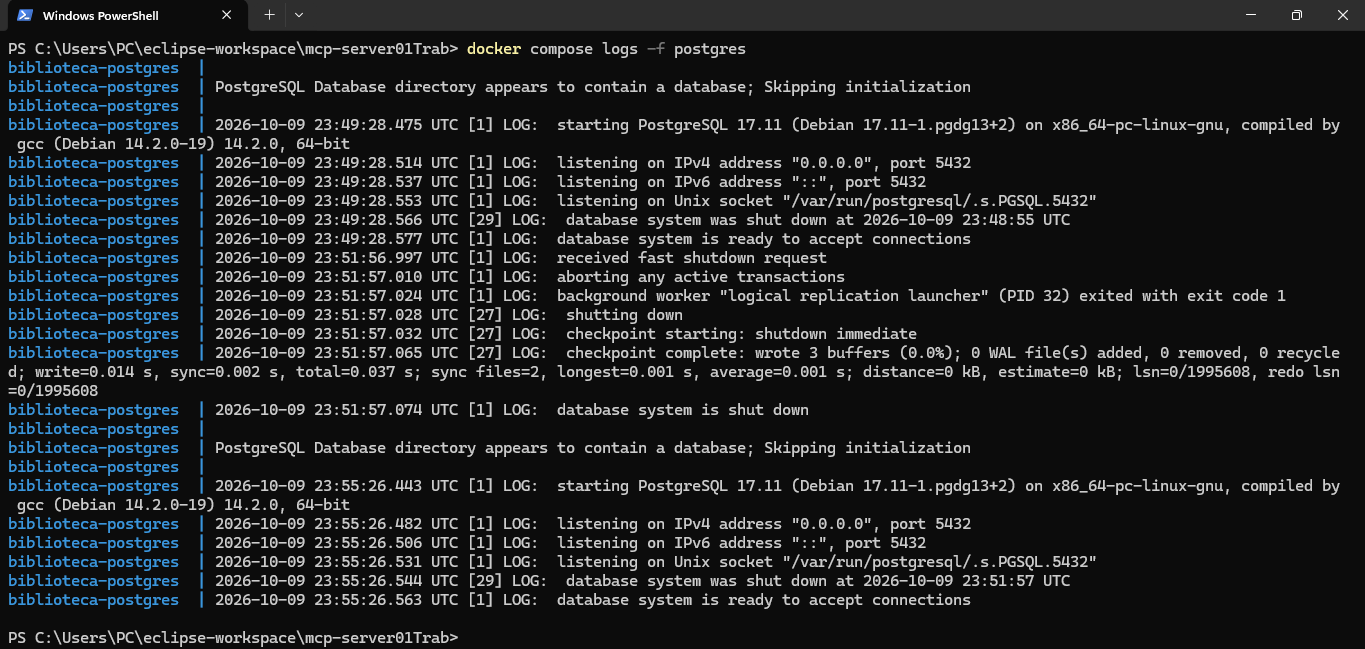 Windows PowerShell
PS C:\Users\PC\eclipse-workspace\mcp-server01Trab> docker compose logs -f postgres
biblioteca-postgres  |
biblioteca-postgres  | PostgreSQL Database directory appears to contain a database; Skipping initialization
biblioteca-postgres  |
biblioteca-postgres  | 2026-10-09 23:49:28.475 UTC [1] LOG:  starting PostgreSQL 17.11 (Debian 17.11-1.pgdg13+2) on x86_64-pc-linux-gnu, compiled by
 gcc (Debian 14.2.0-19) 14.2.0, 64-bit
biblioteca-postgres  | 2026-10-09 23:49:28.514 UTC [1] LOG:  listening on IPv4 address "0.0.0.0", port 5432
biblioteca-postgres  | 2026-10-09 23:49:28.537 UTC [1] LOG:  listening on IPv6 address "::", port 5432
biblioteca-postgres  | 2026-10-09 23:49:28.553 UTC [1] LOG:  listening on Unix socket "/var/run/postgresql/.s.PGSQL.5432"
biblioteca-postgres  | 2026-10-09 23:49:28.566 UTC [29] LOG:  database system was shut down at 2026-10-09 23:48:55 UTC
biblioteca-postgres  | 2026-10-09 23:49:28.577 UTC [1] LOG:  database system is ready to accept connections
biblioteca-postgres  | 2026-10-09 23:51:56.997 UTC [1] LOG:  received fast shutdown request
biblioteca-postgres  | 2026-10-09 23:51:57.010 UTC [1] LOG:  aborting any active transactions
biblioteca-postgres  | 2026-10-09 23:51:57.024 UTC [1] LOG:  background worker "logical replication launcher" (PID 32) exited with exit code 1
biblioteca-postgres  | 2026-10-09 23:51:57.028 UTC [27] LOG:  shutting down
biblioteca-postgres  | 2026-10-09 23:51:57.032 UTC [27] LOG:  checkpoint starting: shutdown immediate
biblioteca-postgres  | 2026-10-09 23:51:57.065 UTC [27] LOG:  checkpoint complete: wrote 3 buffers (0.0%); 0 WAL file(s) added, 0 removed, 0 recycle
d; write=0.014 s, sync=0.002 s, total=0.037 s; sync files=2, longest=0.001 s, average=0.001 s; distance=0 kB, estimate=0 kB; lsn=0/1995608, redo lsn
=0/1995608
biblioteca-postgres  | 2026-10-09 23:51:57.074 UTC [1] LOG:  database system is shut down
biblioteca-postgres  |
biblioteca-postgres  | PostgreSQL Database directory appears to contain a database; Skipping initialization
biblioteca-postgres  |
biblioteca-postgres  | 2026-10-09 23:55:26.443 UTC [1] LOG:  starting PostgreSQL 17.11 (Debian 17.11-1.pgdg13+2) on x86_64-pc-linux-gnu, compiled by
 gcc (Debian 14.2.0-19) 14.2.0, 64-bit
biblioteca-postgres  | 2026-10-09 23:55:26.482 UTC [1] LOG:  listening on IPv4 address "0.0.0.0", port 5432
biblioteca-postgres  | 2026-10-09 23:55:26.506 UTC [1] LOG:  listening on IPv6 address "::", port 5432
biblioteca-postgres  | 2026-10-09 23:55:26.531 UTC [1] LOG:  listening on Unix socket "/var/run/postgresql/.s.PGSQL.5432"
biblioteca-postgres  | 2026-10-09 23:55:26.544 UTC [29] LOG:  database system was shut down at 2026-10-09 23:51:57 UTC
biblioteca-postgres  | 2026-10-09 23:55:26.563 UTC [1] LOG:  database system is ready to accept connections
PS C:\Users\PC\eclipse-workspace\mcp-server01Trab>